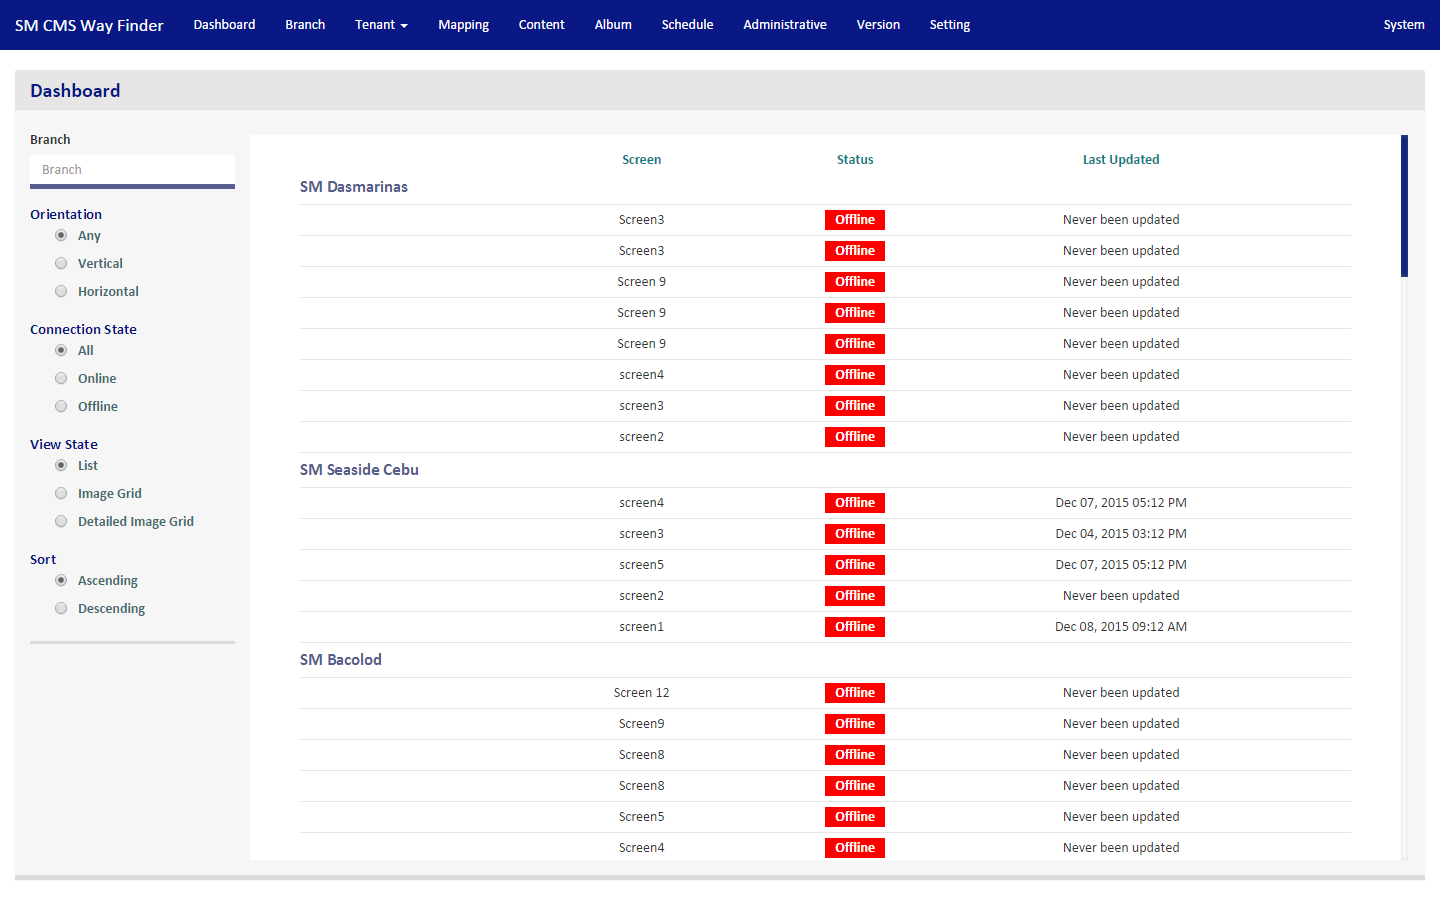 SM CMS Way Finder Dashboard Branch Tenant Mapping Content Album Schedule Administrative Version Setting System
Dashboard
Branch
Branch
Orientation
Any
Vertical
Horizontal
Connection State
All
Online
Offline
View State
List
Image Grid
Detailed Image Grid
Sort
Ascending
Descending
Screen Status Last Updated
SM Dasmarinas
Screen3 Offline Never been updated
Screen3 Offline Never been updated
Screen 9 Offline Never been updated
Screen 9 Offline Never been updated
Screen 9 Offline Never been updated
screen4 Offline Never been updated
screen3 Offline Never been updated
screen2 Offline Never been updated
SM Seaside Cebu
screen4 Offline Dec 07, 2015 05:12 PM
screen3 Offline Dec 04, 2015 03:12 PM
screen5 Offline Dec 07, 2015 05:12 PM
screen2 Offline Never been updated
screen1 Offline Dec 08, 2015 09:12 AM
SM Bacolod
Screen 12 Offline Never been updated
Screen9 Offline Never been updated
Screen8 Offline Never been updated
Screen8 Offline Never been updated
Screen5 Offline Never been updated
Screen4 Offline Never been updated